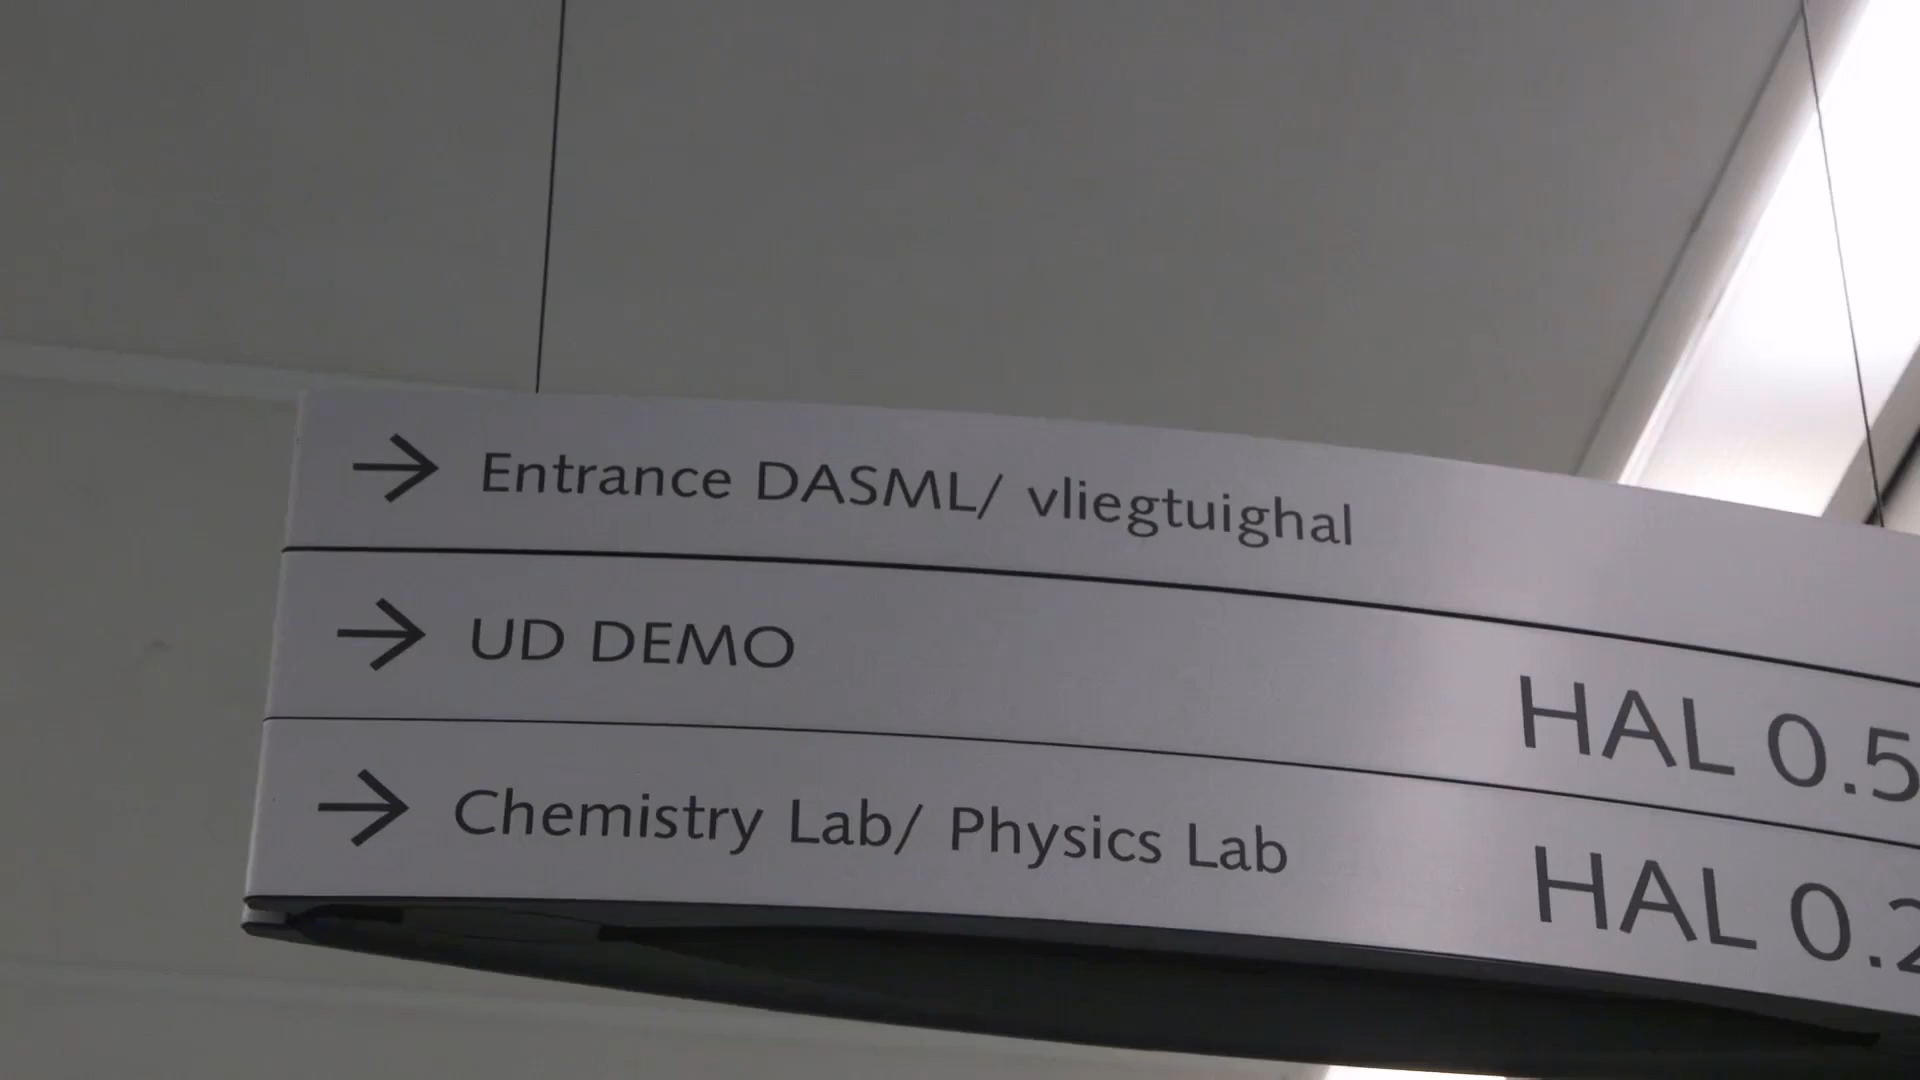 → Entrance DASML/ vliegtuighal
→ UD DEMO HAL 0.5
→ Chemistry Lab/ Physics Lab HAL 0.2